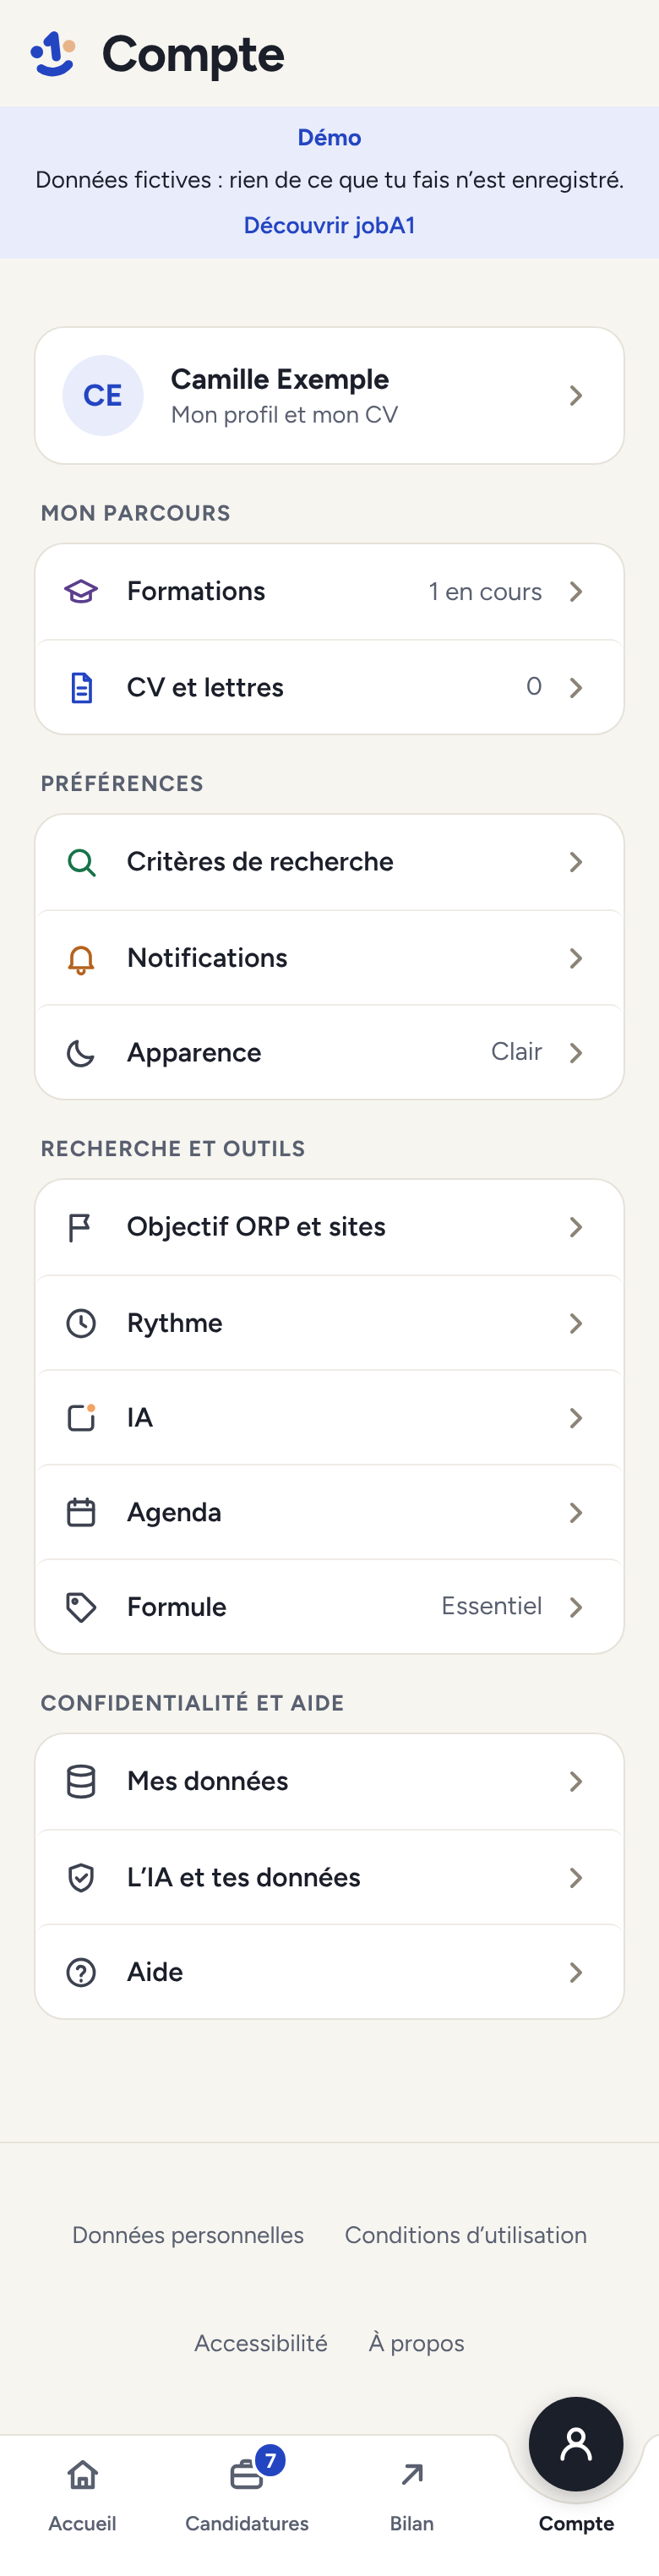 Compte
Démo
Données fictives : rien de ce que tu fais n’est enregistré.
Découvrir jobA1
CE
Camille Exemple
Mon profil et mon CV
MON PARCOURS
Formations 1 en cours
CV et lettres 0
PRÉFÉRENCES
Critères de recherche
Notifications
Apparence Clair
RECHERCHE ET OUTILS
Objectif ORP et sites
Rythme
IA
Agenda
Formule Essentiel
CONFIDENTIALITÉ ET AIDE
Mes données
L’IA et tes données
Aide
Données personnelles Conditions d’utilisation
Accessibilité À propos
7
Accueil Candidatures Bilan Compte